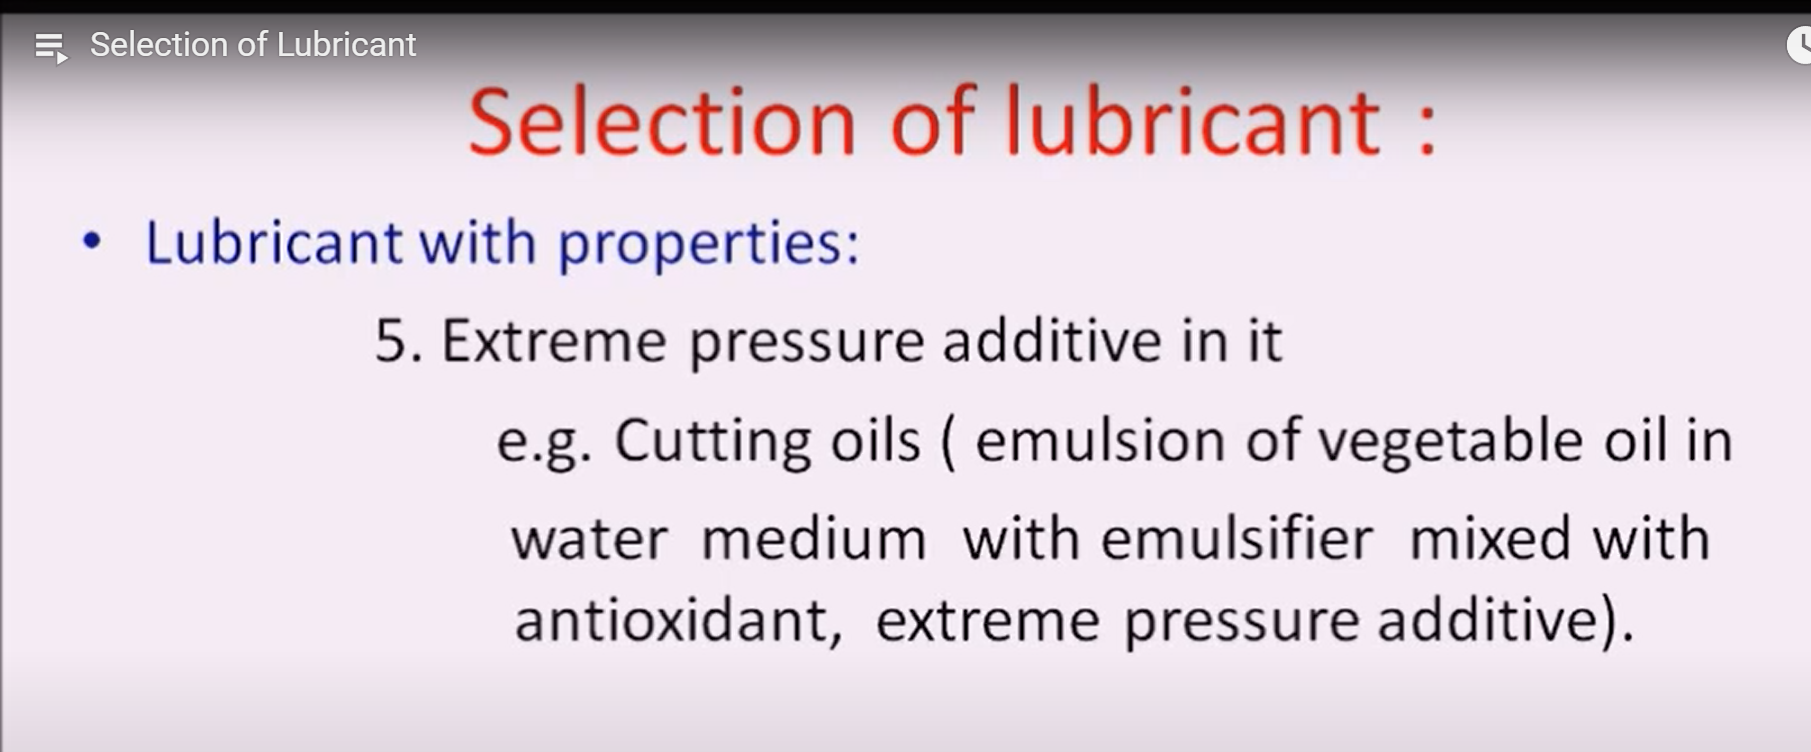 Selection of Lubricant
Selection of lubricant :
• Lubricant with properties:
5. Extreme pressure additive in it
e.g. Cutting oils ( emulsion of vegetable oil in
water medium with emulsifier mixed with
antioxidant, extreme pressure additive).